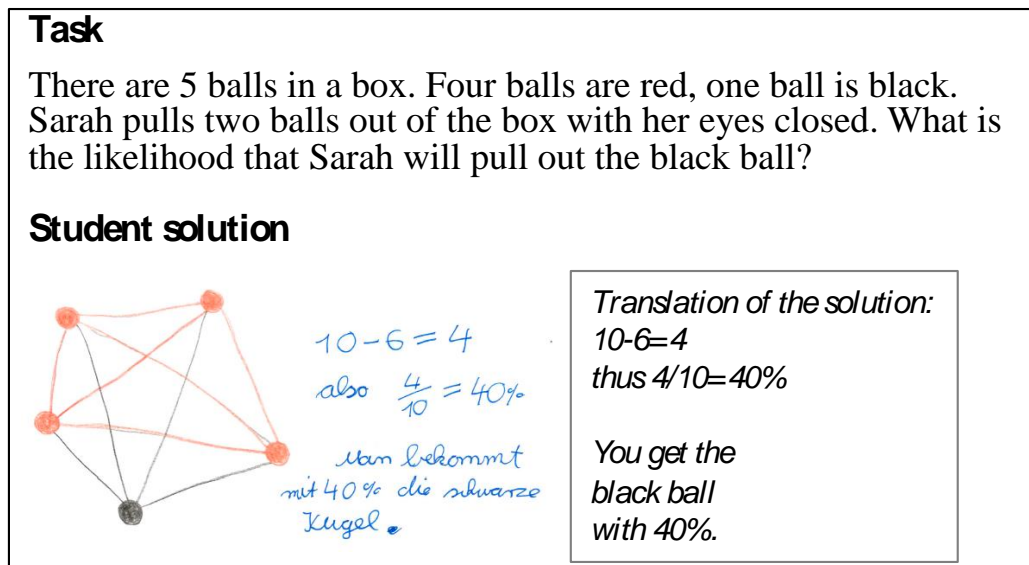 Task
There are 5 balls in a box. Four balls are red, one ball is black.
Sarah pulls two balls out of the box with her eyes closed. What is
the likelihood that Sarah will pull out the black ball?
Student solution
10-6=4
also 4/10 = 40%
Man bekommt
mit 40% die schwarze
Kugel.
Translation of the solution:
10-6=4
thus 4/10=40%
You get the
black ball
with 40%.